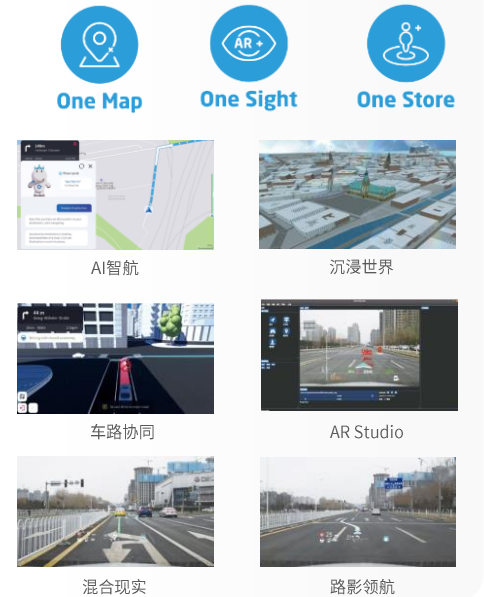 AR+
One Map
One Sight
One Store
AI智航
沉浸世界
车路协同
AR Studio
混合现实
路影领航